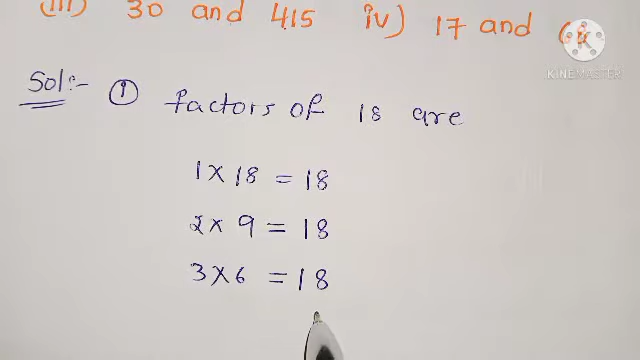 (iii) 30 and 415 iv) 17 and
KINEMASTER
Sol:- ① factors of 18 are
1 × 18 = 18
2 × 9 = 18
3 × 6 = 18